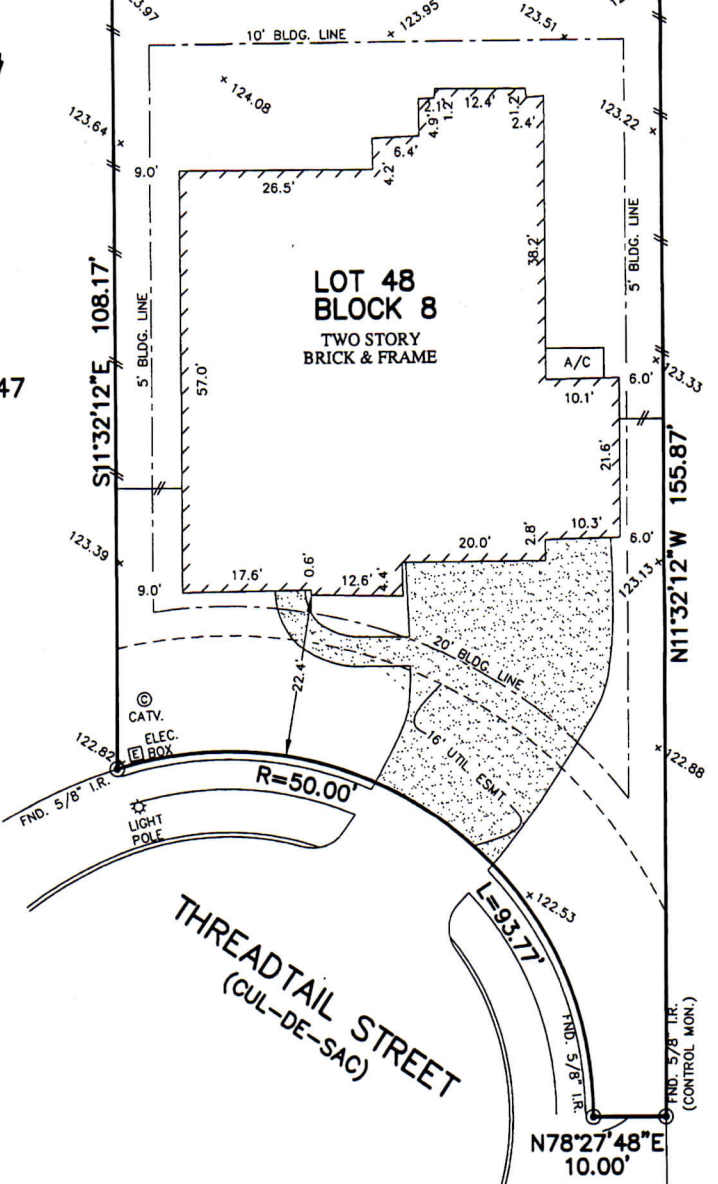 123.97
123.95
123.51
10' BLDG. LINE
124.08
123.64
123.22
2.1'
1.2'
12.4'
1.2'
2.4'
4.9'
6.4'
4.2'
9.0'
26.5'
38.2'
5' BLDG. LINE
LOT 48
BLOCK 8
TWO STORY
BRICK & FRAME
S11°32'12"E 108.17'
5' BLDG. LINE
57.0'
A/C
6.0'
123.33
10.1'
47
21.6'
N11°32'12"W 155.87'
123.39
10.3'
2.8'
20.0'
6.0'
123.13
9.0'
17.6'
0.6'
12.6'
4.4'
20' BLDG. LINE
22.4'
16' UTIL. ESMT.
C
CATV.
ELEC.
BOX
E
122.82
122.88
FND. 5/8" I.R.
R=50.00'
LIGHT
POLE
L=93.77'
122.53
THREADTAIL STREET
(CUL-DE-SAC)
FND. 5/8" I.R.
FND. 5/8" I.R.
(CONTROL MON.)
N78°27'48"E
10.00'